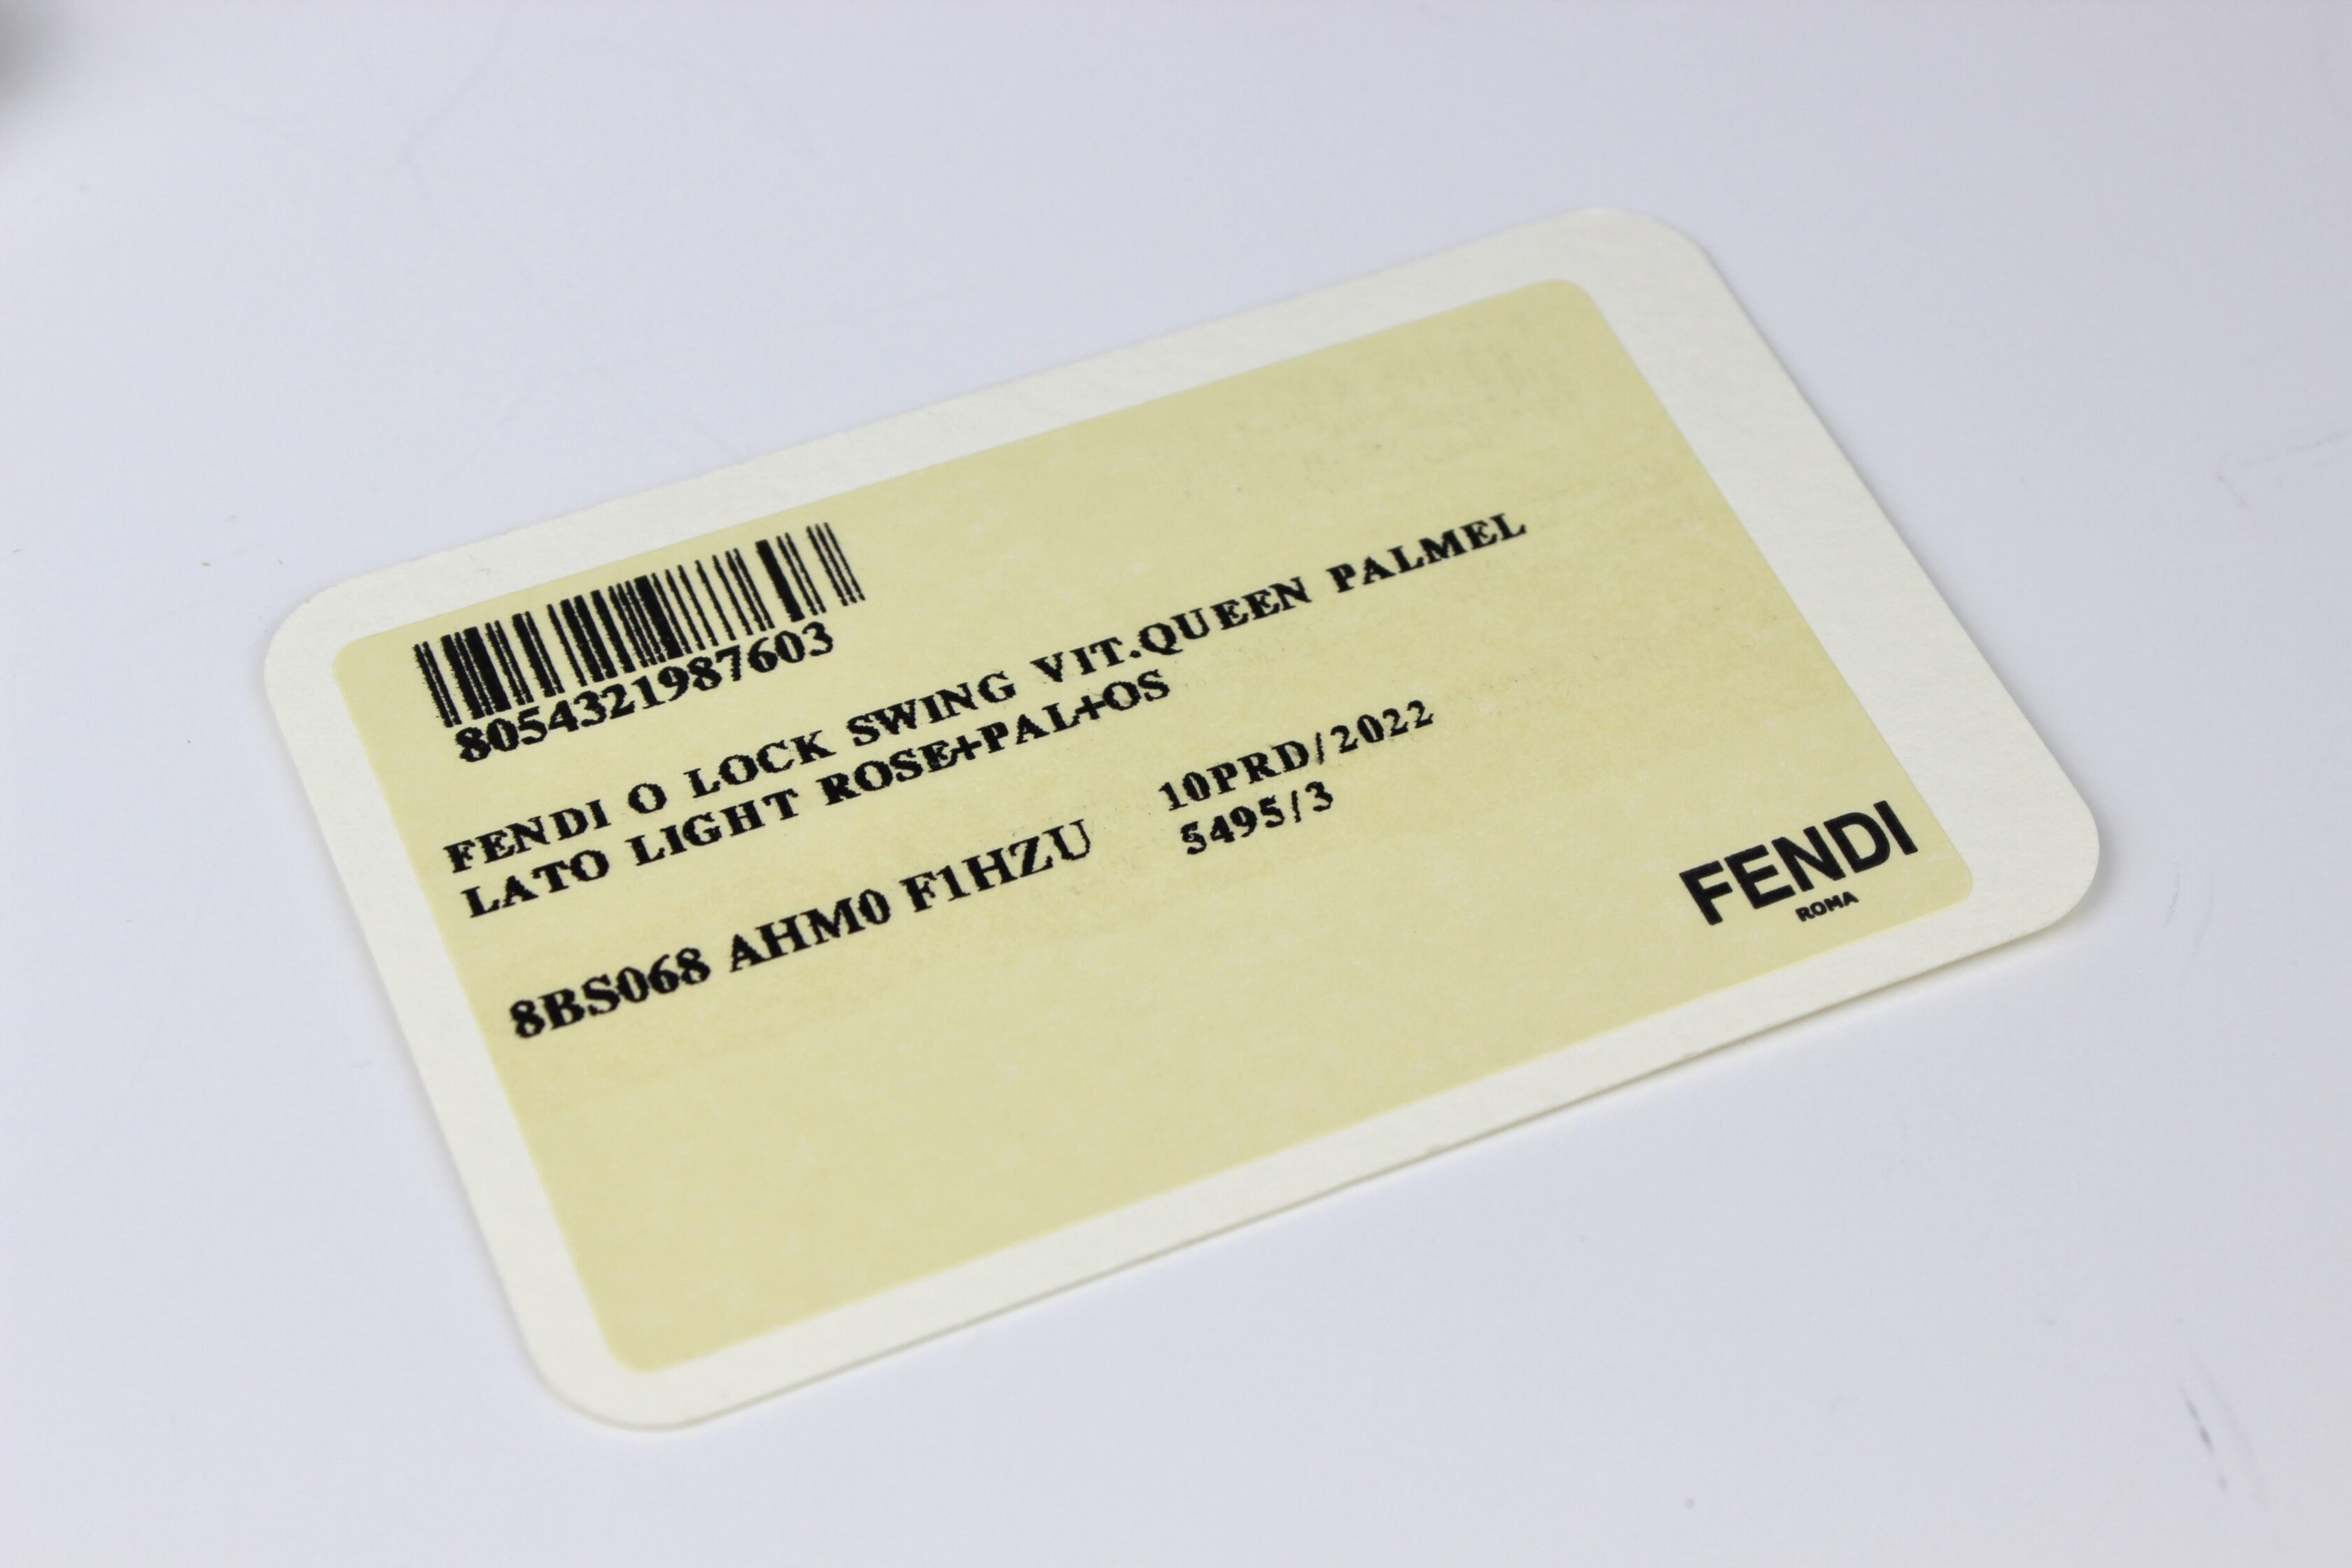 8054321987603
FENDI O LOCK SWING VIT.QUEEN PALMEL
LATO LIGHT ROSE+PAL+OS
10PRD/2022
8BS068 AHM0 F1HZU
5495/3
FENDI
ROMA